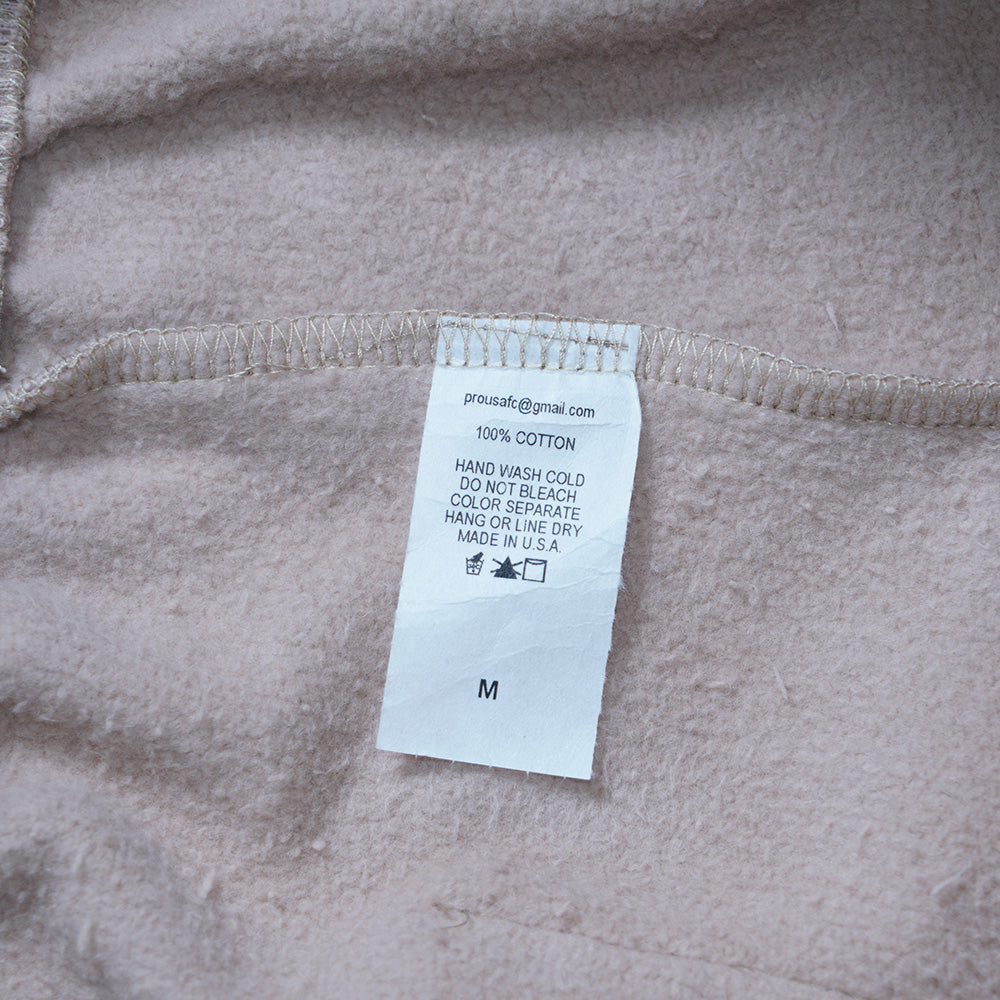 prousafc@gmail.com
100% COTTON
HAND WASH COLD
DO NOT BLEACH
COLOR SEPARATE
HANG OR LINE DRY
MADE IN U.S.A.
M